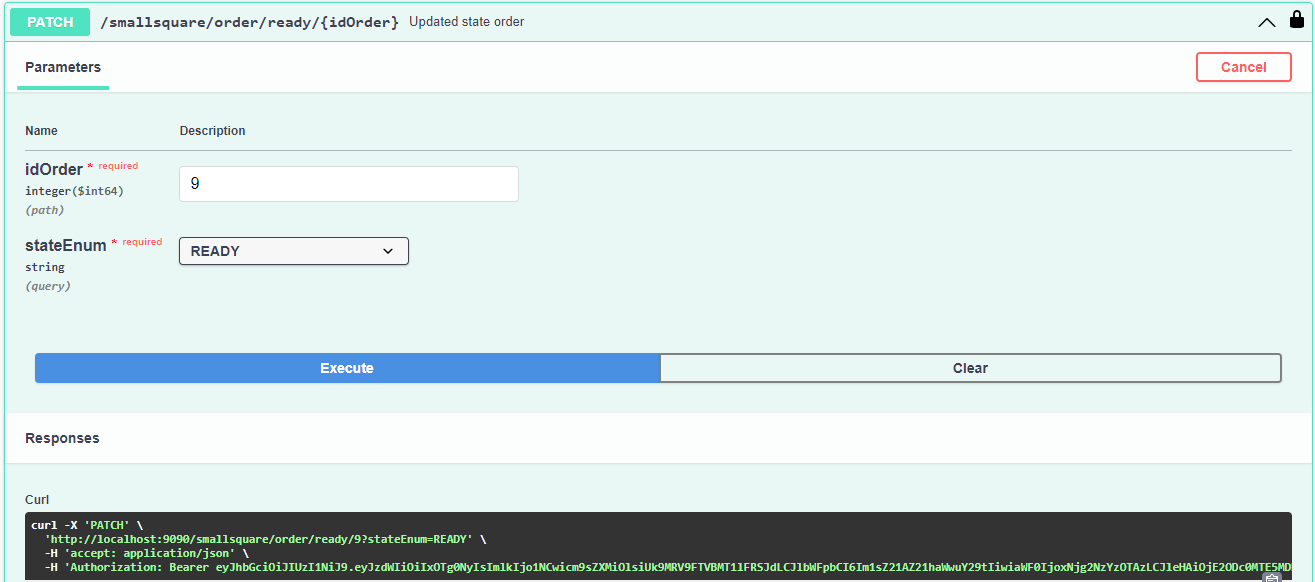 PATCH /smallsquare/order/ready/{idOrder} Updated state order
Parameters
Cancel
Name Description
idOrder * required
integer($int64)
(path)
9
stateEnum * required
string
(query)
READY
Execute Clear
Responses
Curl
curl -X 'PATCH' \
'http://localhost:9090/smallsquare/order/ready/9?stateEnum=READY' \
-H 'accept: application/json' \
-H 'Authorization: Bearer